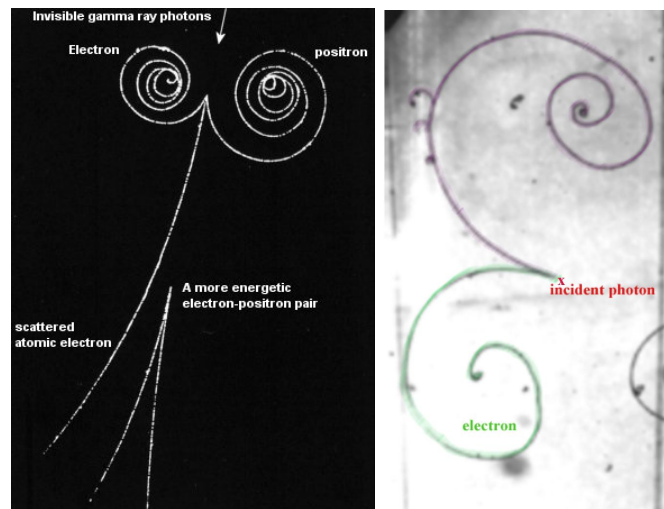 Invisible gamma ray photons
Electron
positron
A more energetic
electron-positron pair
scattered
atomic electron
x
incident photon
electron